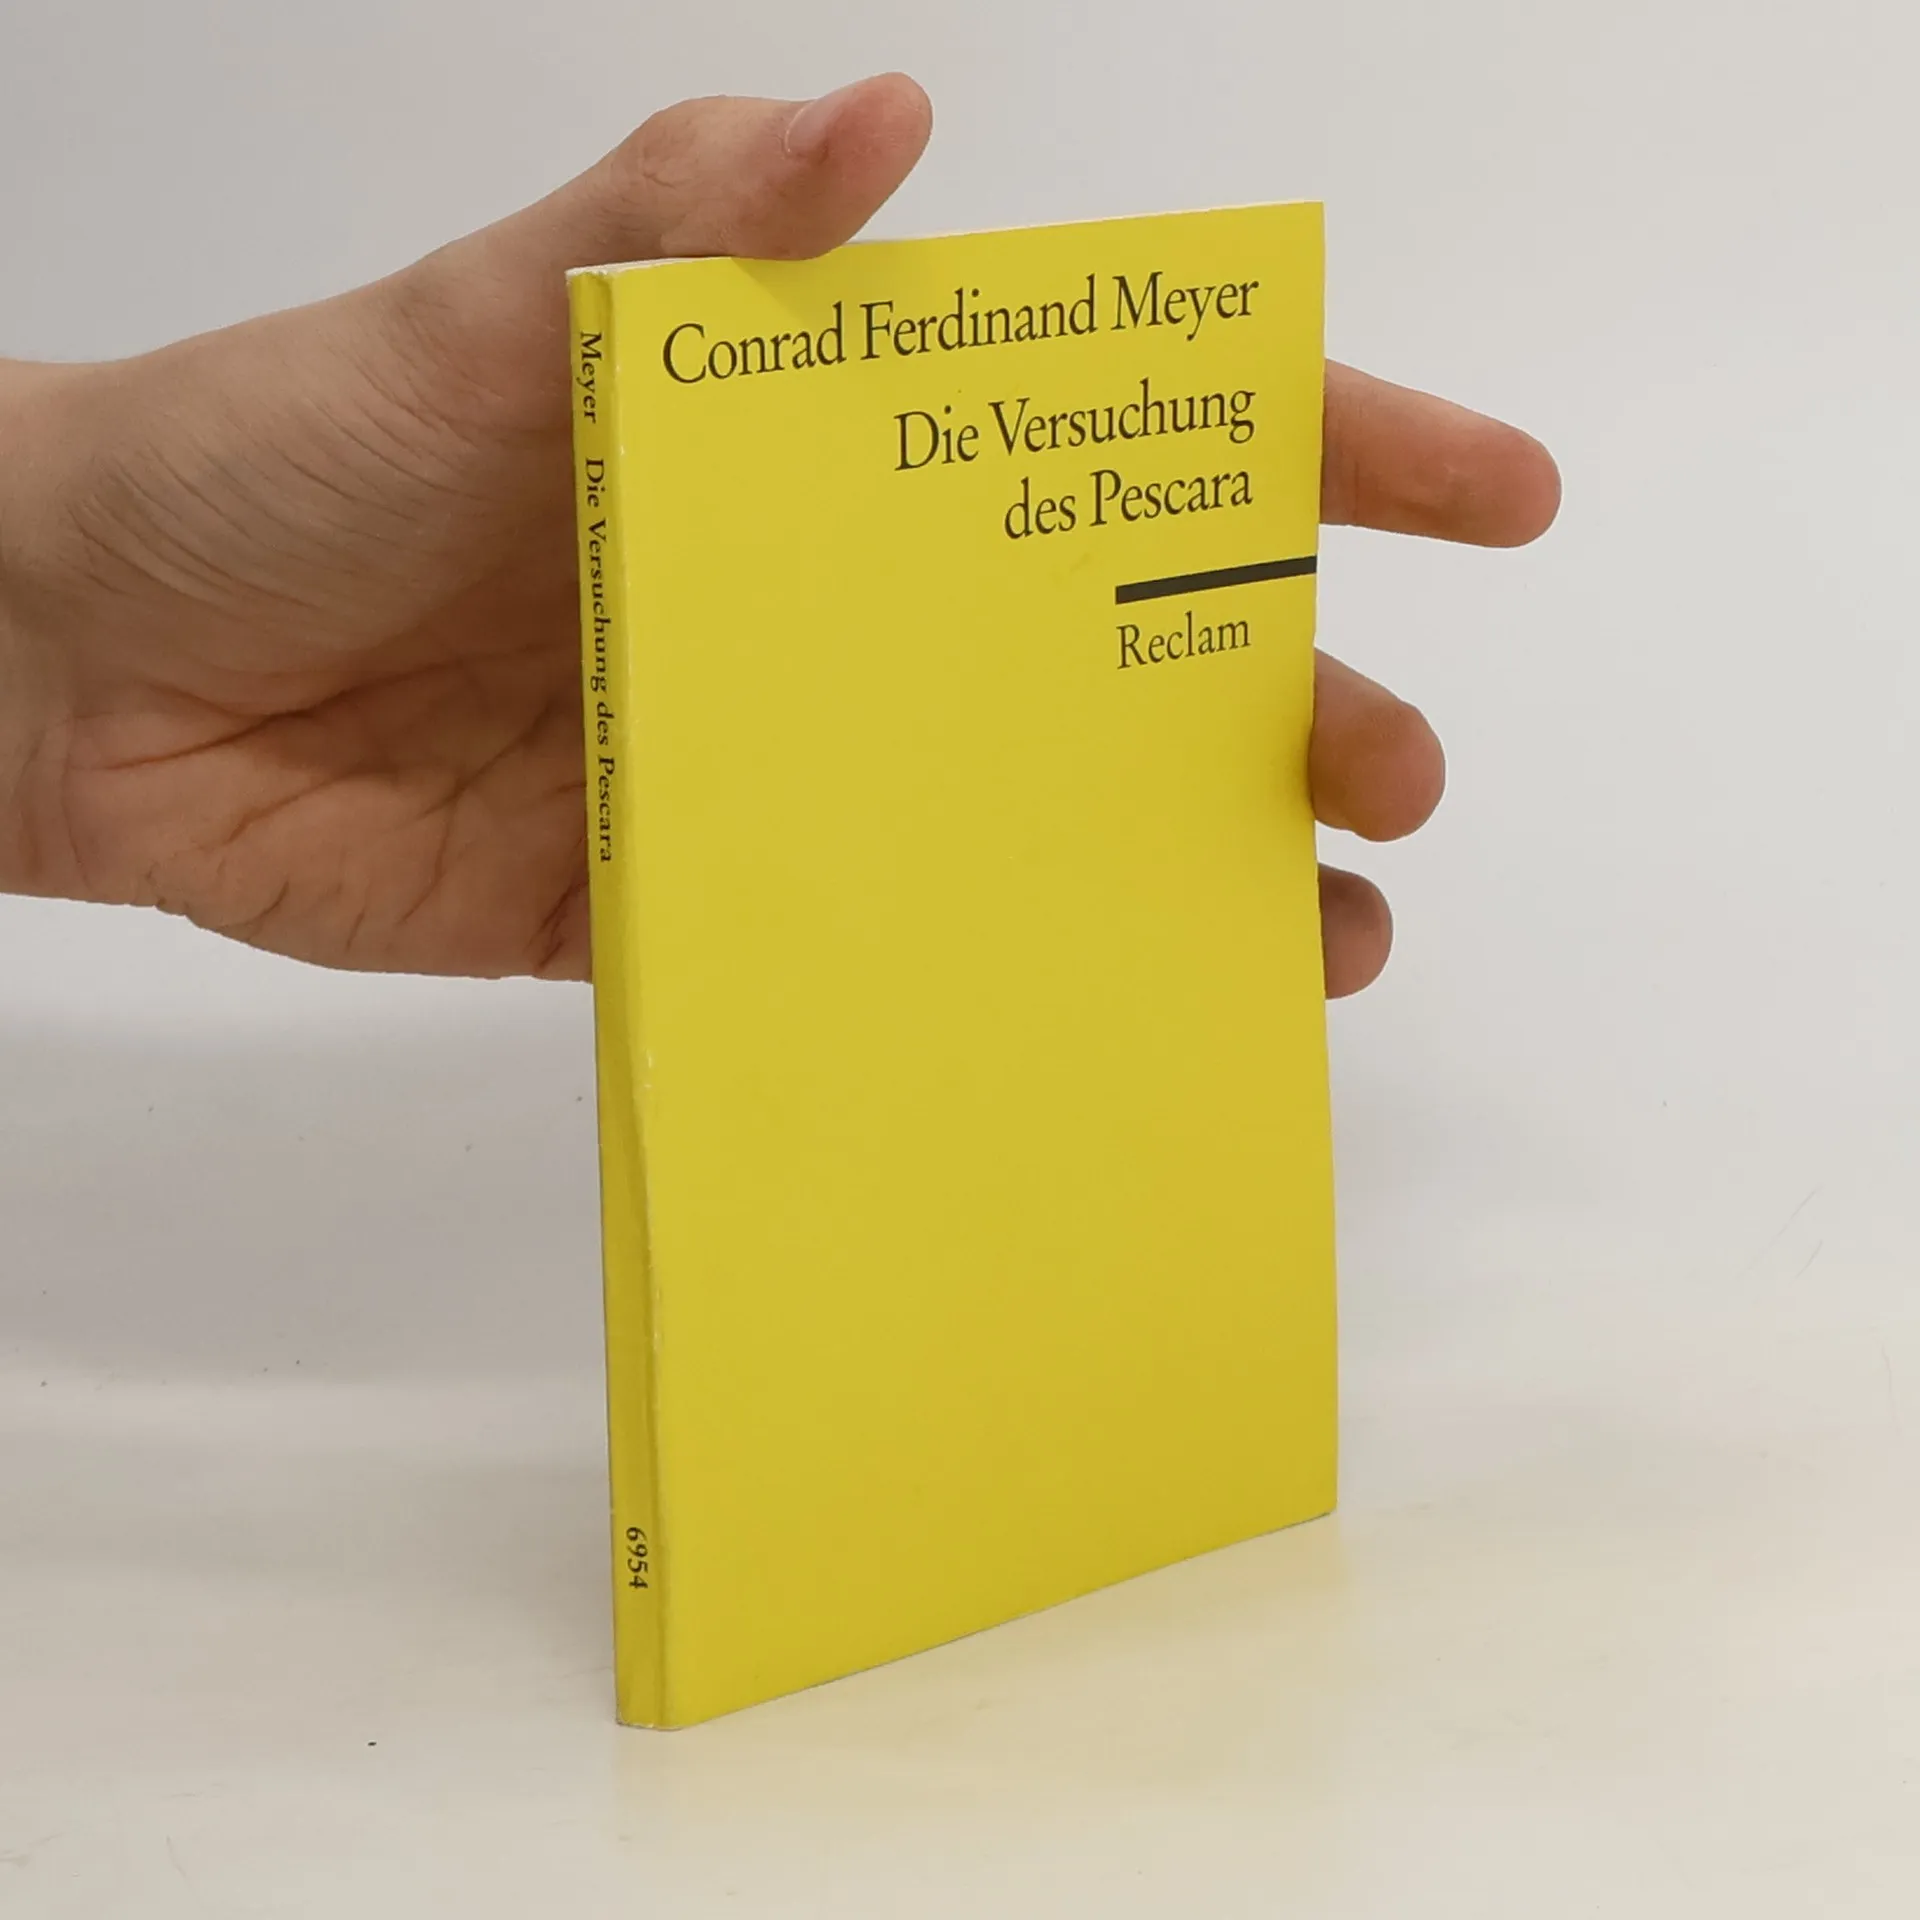 Conrad Ferdinand Meyer
Die Versuchung
des Pescara
Reclam
Meyer Die Versuchung des Pescara
6954